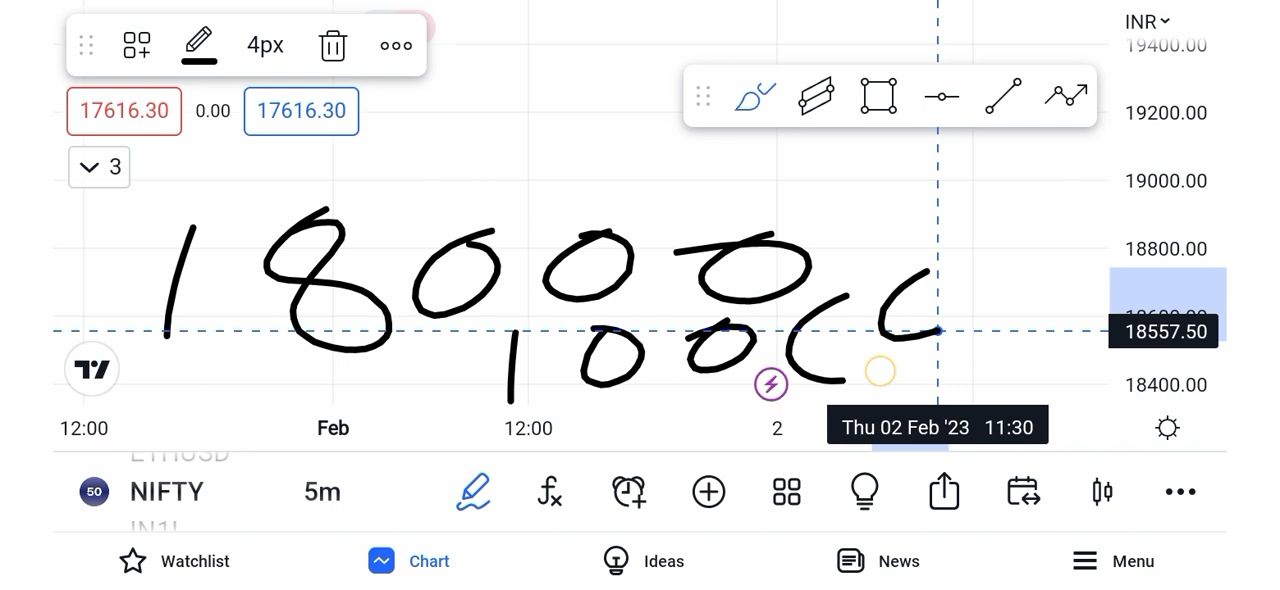 INR
19400.00
4px
17616.30 0.00 17616.30
19200.00
3
19000.00
18000
18800.00
100CC
18557.50
18400.00
12:00 Feb 12:00 2 Thu 02 Feb '23 11:30
ETHUSD
50 NIFTY 5m
Watchlist Chart Ideas News Menu